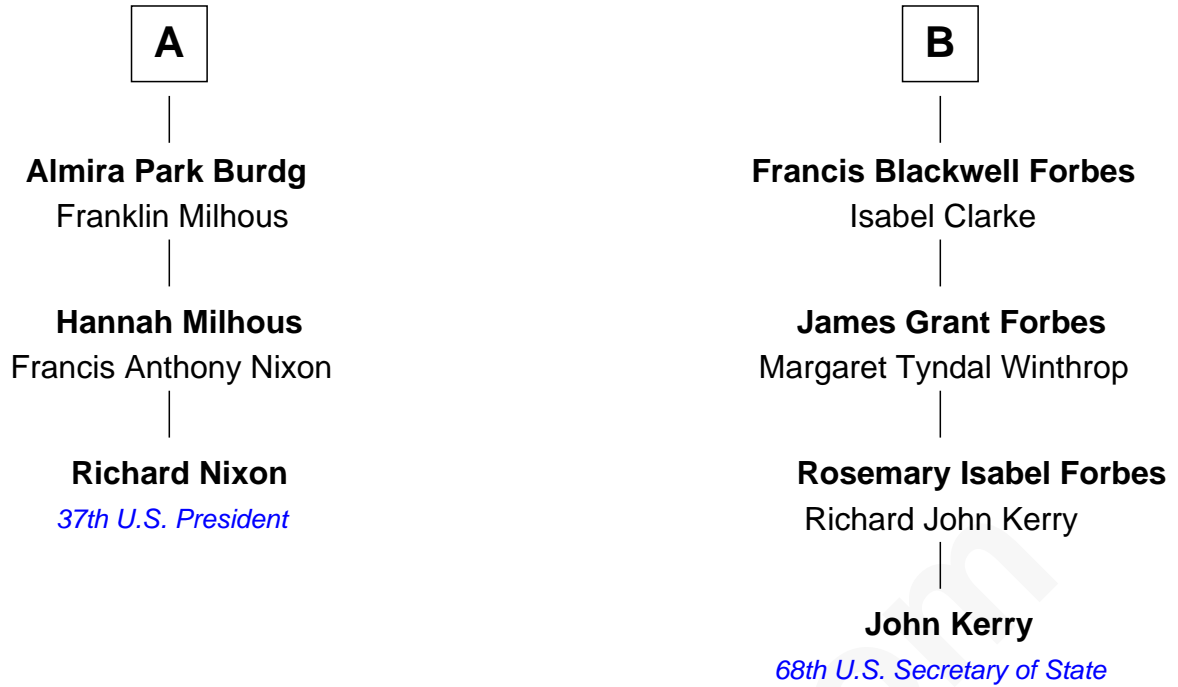 A
Almira Park Burdg
Franklin Milhous
Hannah Milhous
Francis Anthony Nixon
Richard Nixon
37th U.S. President
B
Francis Blackwell Forbes
Isabel Clarke
James Grant Forbes
Margaret Tyndal Winthrop
Rosemary Isabel Forbes
Richard John Kerry
John Kerry
68th U.S. Secretary of State